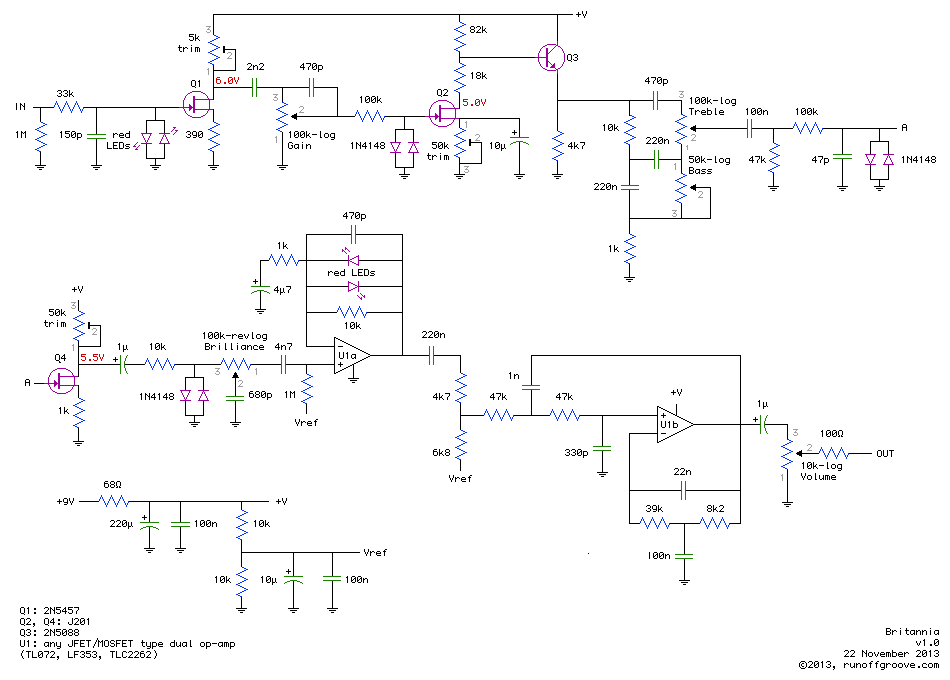 +V
3
5k
trim
2
1
6.0V
Q1
33k
IN
1M
150p
red
LEDs
390
2n2
470p
3
2
100k-log
Gain
1
100k
1N4148
82k
18k
Q2
5.0V
1
50k
trim
2
3
10µ
+
Q3
4k7
470p
3
100k-log
Treble
2
1
10k
220n
1
50k-log
Bass
2
3
220n
1k
100n
47k
100k
47p
A
1N4148
+V
3
50k
trim
2
1
5.5V
Q4
A
1k
1µ
+
10k
1N4148
100k-revlog
Brilliance
3
1
2
680p
4n7
1M
Vref
+
4µ7
1k
470p
red LEDs
10k
−
+
U1a
220n
4k7
6k8
Vref
47k
1n
47k
330p
+V
+
−
U1b
22n
39k
8k2
100n
1µ
+
3
2
10k-log
Volume
1
100Ω
OUT
+9V
68Ω
+V
220µ
+
100n
10k
Vref
10k
10µ
+
100n
Q1: 2N5457
Q2, Q4: J201
Q3: 2N5088
U1: any JFET/MOSFET type dual op-amp
(TL072, LF353, TLC2262)
Britannia
v1.0
22 November 2013
©2013, runoffgroove.com